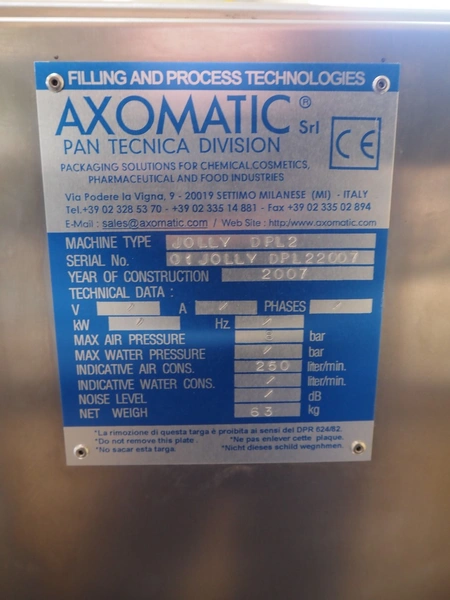 FILLING AND PROCESS TECHNOLOGIES
AXOMATIC ® Srl CE
PAN TECNICA DIVISION
PACKAGING SOLUTIONS FOR CHEMICAL,COSMETICS,
PHARMACEUTICAL AND FOOD INDUSTRIES
Via Podere la Vigna, 9 - 20019 SETTIMO MILANESE (MI) - ITALY
Tel.+39 02 328 53 70 - +39 02 335 14 881 - Fax +39 02 335 02 894
E-Mail : sales@axomatic.com / Web Site : http:/www.axomatic.com
MACHINE TYPE JOLLY DPL2
SERIAL No. 01JOLLY DPL22007
YEAR OF CONSTRUCTION 2007
TECHNICAL DATA :
V / A / PHASES /
kW / Hz /
MAX AIR PRESSURE bar
MAX WATER PRESSURE / bar
INDICATIVE AIR CONS. 250 liter/min.
INDICATIVE WATER CONS. / liter/min.
NOISE LEVEL / dB
NET WEIGH 63 kg
*La rimozione di questa targa è proibita ai sensi del DPR 524/82.
*Do not remove this plate. *Ne pas enlever cette plaque.
*No sacar esta targa. *Nicht dieses schild wegnhmen.